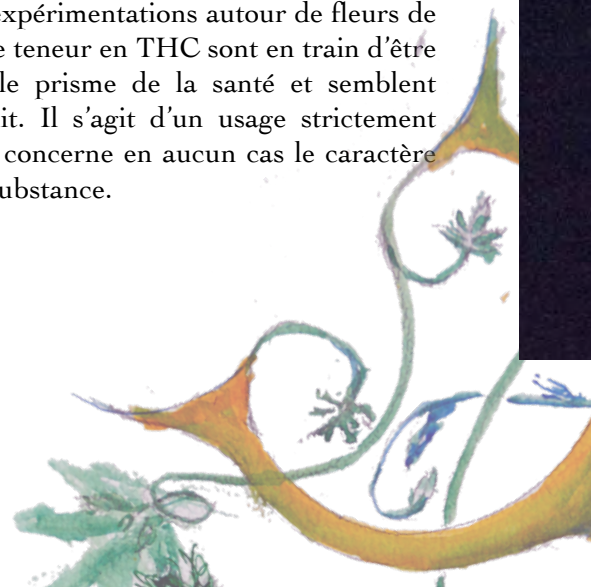 expérimentations autour de fleurs de
teneur en THC sont en train d’être
le prisme de la santé et semblent
it. Il s’agit d’un usage strictement
concerne en aucun cas le caractère
substance.